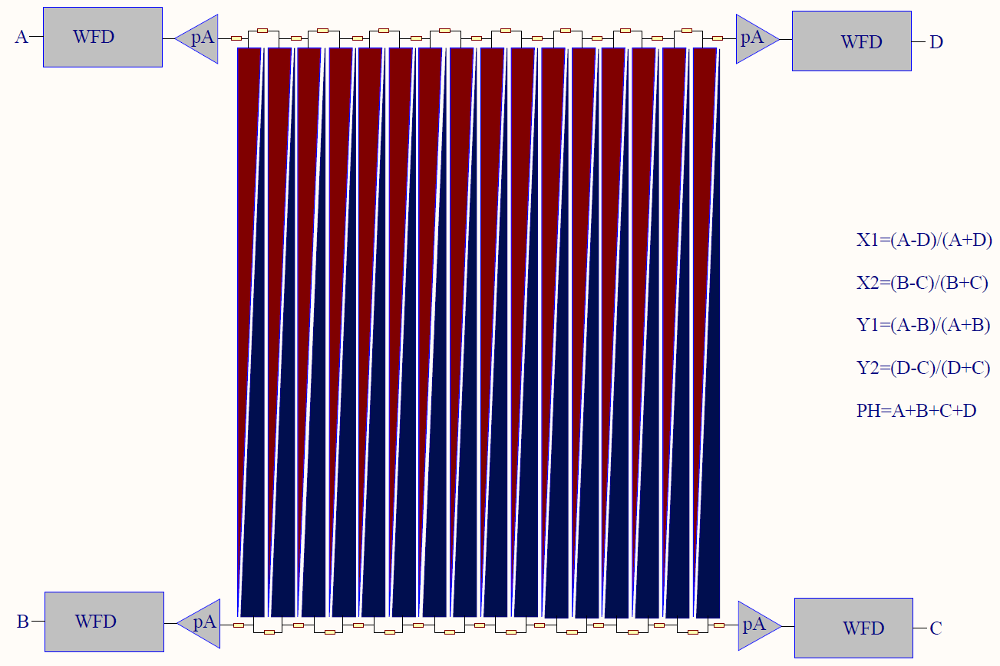 A
WFD
pA
pA
WFD
D
X1=(A-D)/(A+D)
X2=(B-C)/(B+C)
Y1=(A-B)/(A+B)
Y2=(D-C)/(D+C)
PH=A+B+C+D
B
WFD
pA
pA
WFD
C